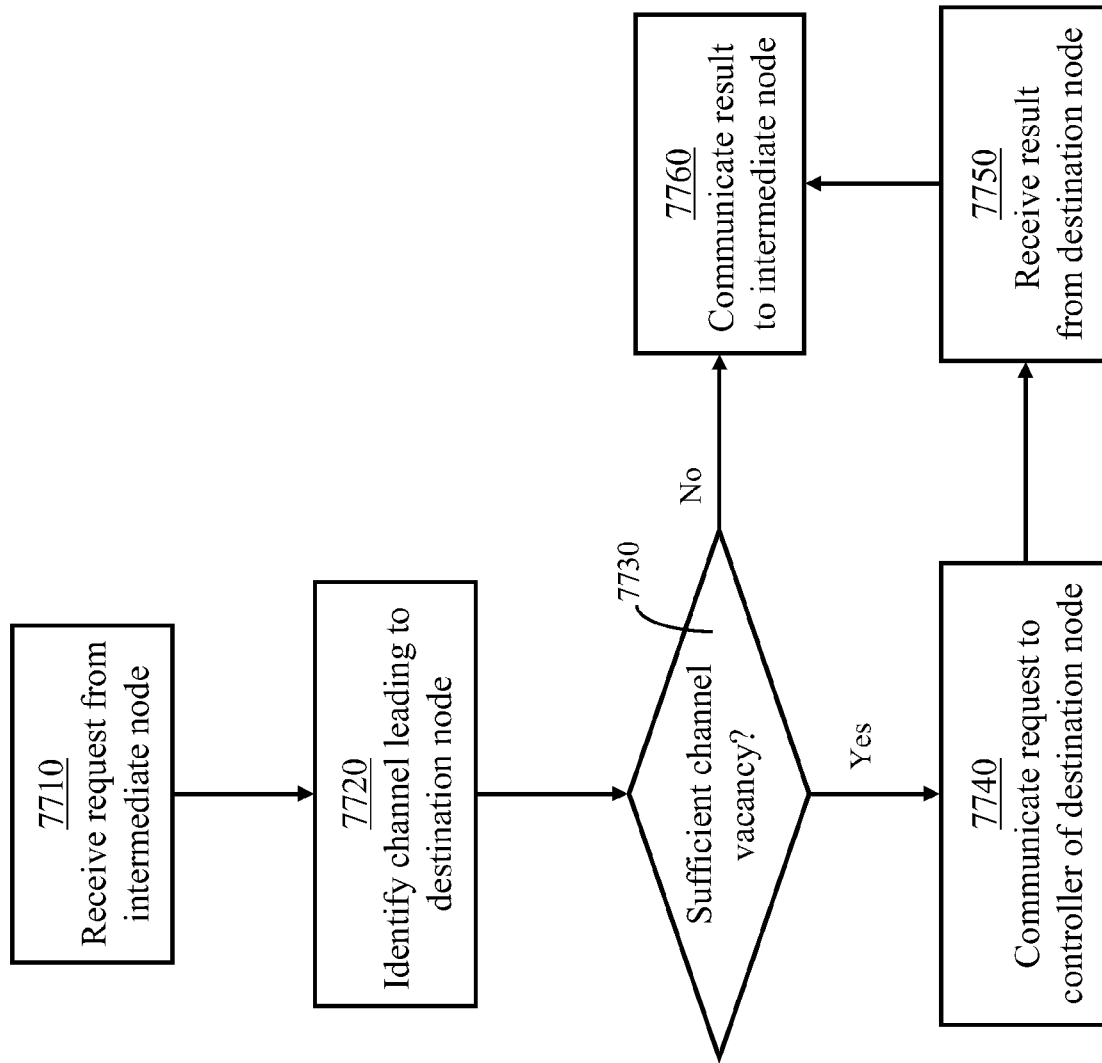 7710
Receive request from
intermediate node
7720
Identify channel leading to
destination node
7730
Sufficient channel
vacancy?
No
Yes
7760
Communicate result
to intermediate node
7740
Communicate request to
controller of destination node
7750
Receive result
from destination node